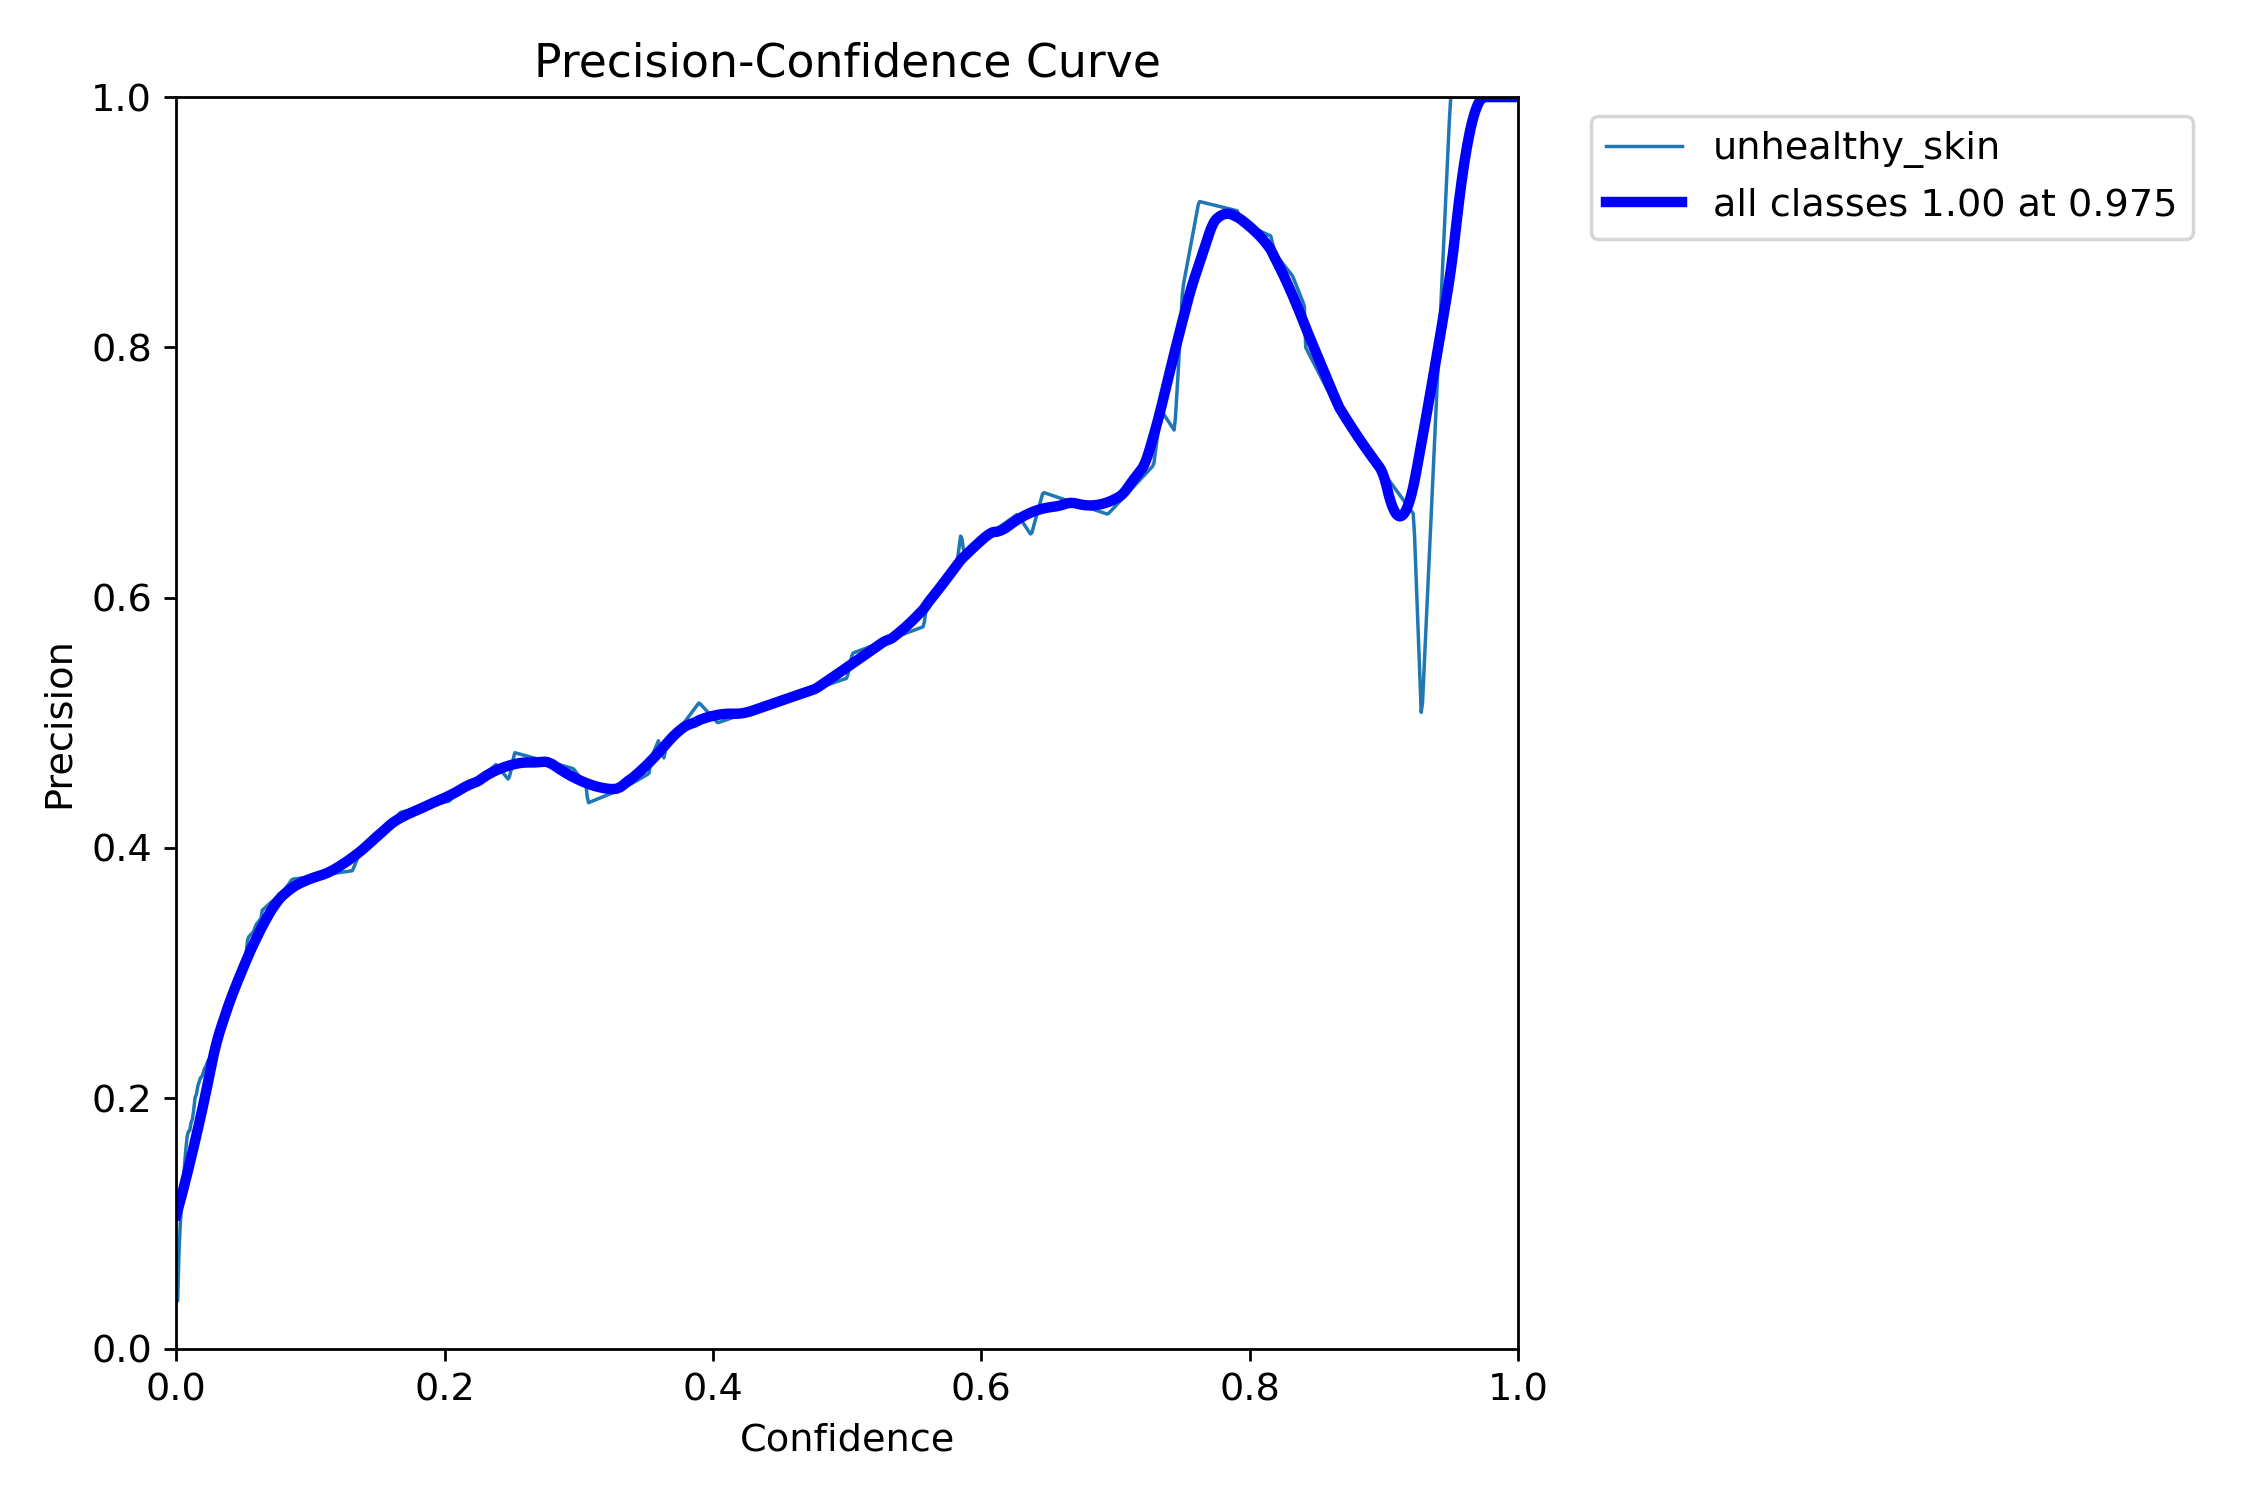 Precision-Confidence Curve
1.0
0.8
0.6
0.4
0.2
0.0
Precision
0.0 0.2 0.4 0.6 0.8 1.0
Confidence
unhealthy_skin
all classes 1.00 at 0.975